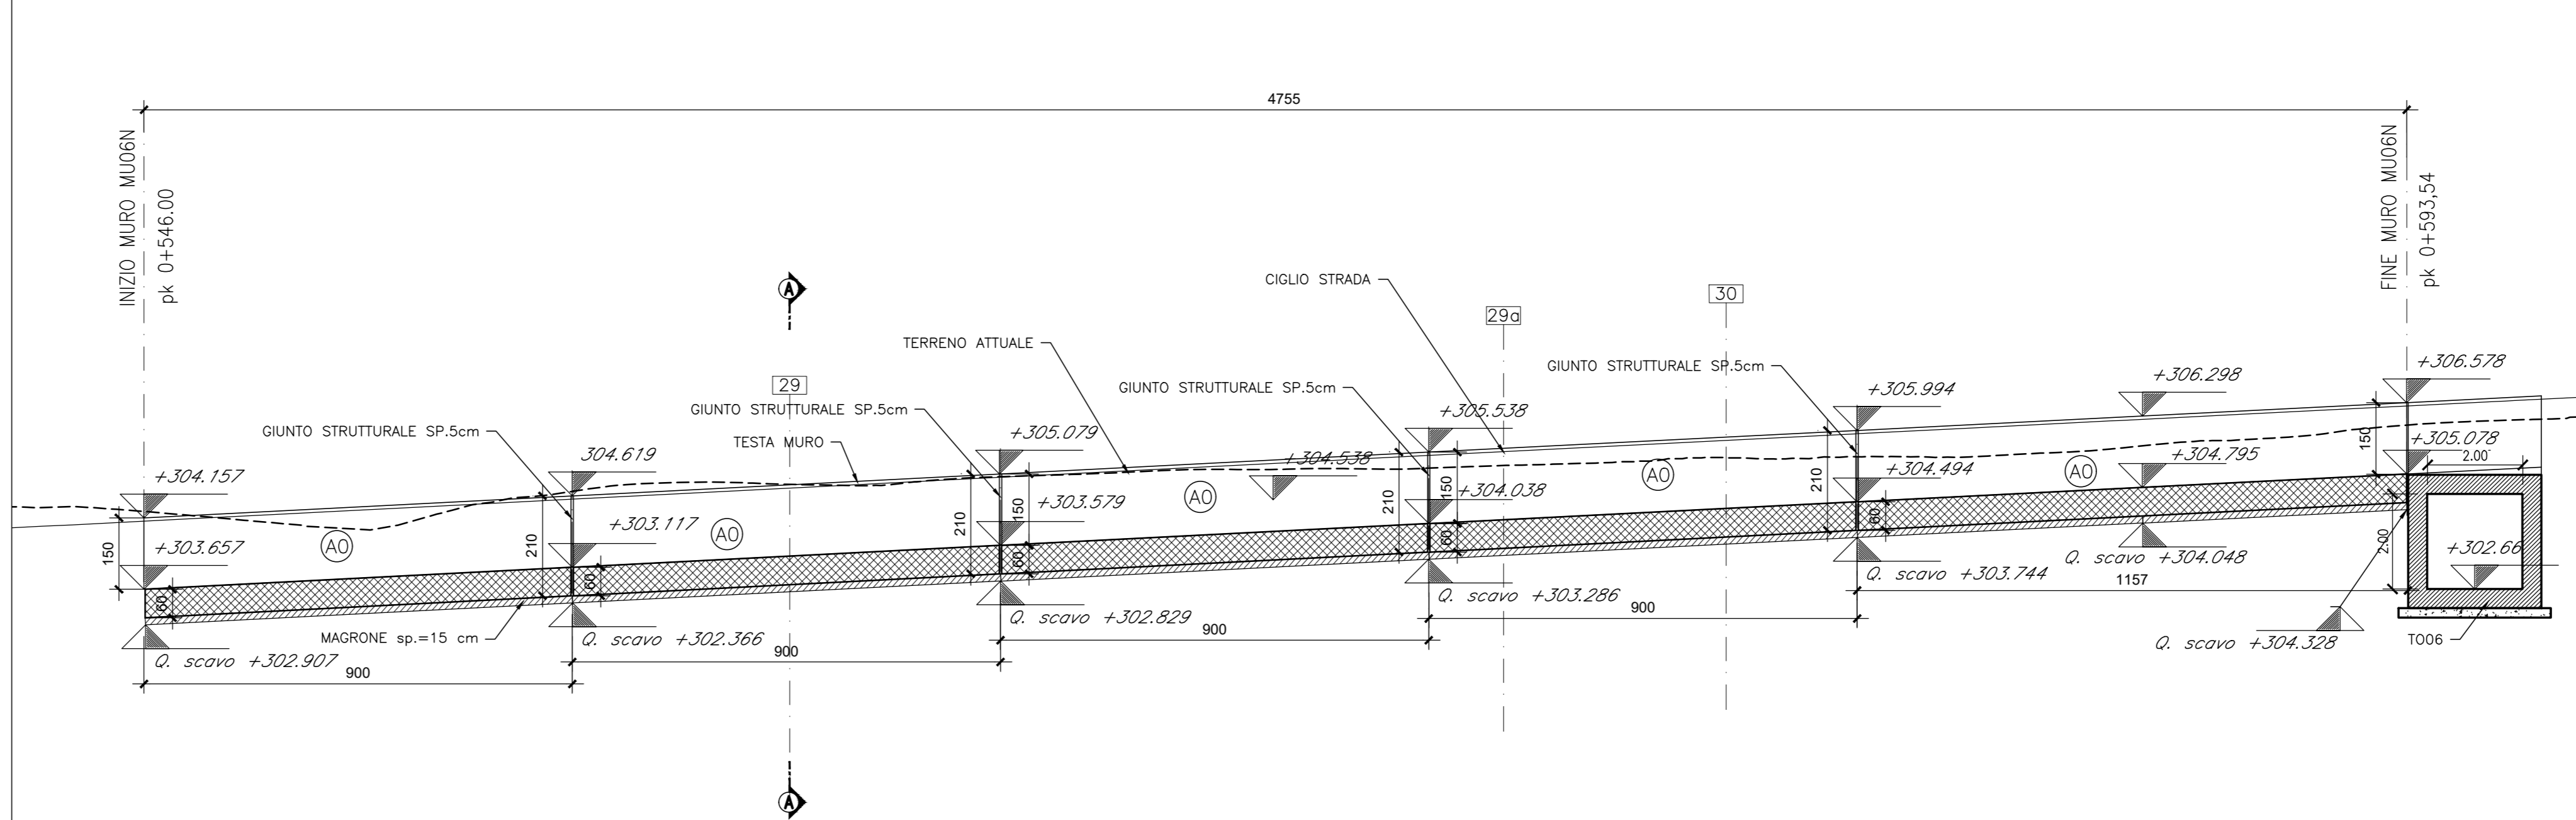 4755
INIZIO MURO MU06N
pk 0+546.00
FINE MURO MU06N
pk 0+593,54
A
CIGLIO STRADA
30
29a
TERRENO ATTUALE
GIUNTO STRUTTURALE SP.5cm
+306.578
+306.298
29
GIUNTO STRUTTURALE SP.5cm
+305.994
GIUNTO STRUTTURALE SP.5cm
+305.538
GIUNTO STRUTTURALE SP.5cm
TESTA MURO
+305.079
304.619
+304.538
+305.078
2.00
150
+304.157
+304.795
+304.494
+304.038
+303.579
+303.117
+303.657
A0
A0
A0
A0
A0
150
210
210
150
210
150
210
60
60
60
60
60
2.00
+302.66
Q. scavo +304.048
Q. scavo +303.744
1157
Q. scavo +303.286
900
Q. scavo +302.829
900
Q. scavo +302.366
900
MAGRONE sp.=15 cm
Q. scavo +302.907
900
Q. scavo +304.328
TO06
A